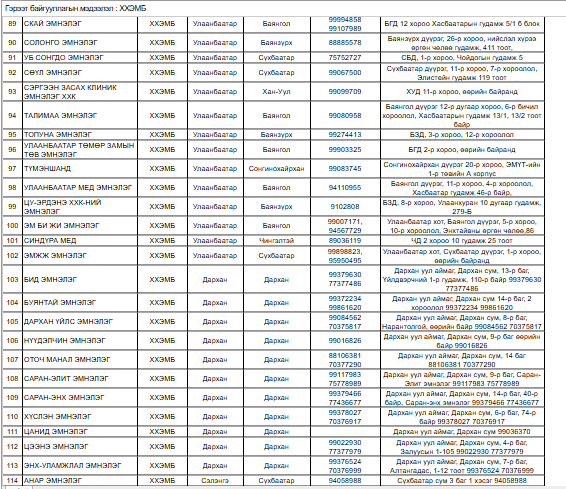 Гэрээт байгууллагын мэдээлэл : ХХЭМБ
89 СКАЙ ЭМНЭЛЭГ ХХЭМБ Улаанбаатар Баянгол 99994858 99107989 БГД 12 хороо Хасбаатарын гудамж 5/1 б блок
90 СОЛОНГО ЭМНЭЛЭГ ХХЭМБ Улаанбаатар Баянзүрх 88885578 Баянзүрх дүүрэг, 26-р хороо, нийслэл хүрээ өргөн чөлөө гудамж, 411 тоот,
91 УБ СОНГДО ЭМНЭЛЭГ ХХЭМБ Улаанбаатар Сүхбаатар 75752727 СБД, 1-р хороо, Чойдогын гудамж 5
92 СӨҮЛ ЭМНЭЛЭГ ХХЭМБ Улаанбаатар Сүхбаатар 99067500 Сүхбаатар дүүрэг, 11-р хороо, 7-р хороолол, Элистейн гудамж 119 тоот
93 СЭРГЭЭН ЗАСАХ КЛИНИК ЭМНЭЛЭГ ХХК ХХЭМБ Улаанбаатар Хан-Уул 99099709 ХУД 11-р хороо, өөрийн байранд
94 ТАЛИМАА ЭМНЭЛЭГ ХХЭМБ Улаанбаатар Баянгол 99080958 Баянгол дүүрэг 12-р дугаар хороо, 6-р бичил хороолол, Хасбаатарын гудамж 13/1, 13/2 тоот байр
95 ТОПУНА ЭМНЭЛЭГ ХХЭМБ Улаанбаатар Баянзүрх 99274413 БЗД, 3-р хороо, 12-р хороолол
96 УЛААНБААТАР ТӨМӨР ЗАМЫН ТӨВ ЭМНЭЛЭГ ХХЭМБ Улаанбаатар Баянгол 99903325 БГД 2-р хороо, өөрийн байранд
97 ТҮМЭНШАНД ХХЭМБ Улаанбаатар Сонгинохайрхан 99083745 Сонгинохайрхан дүүрэг 20-р хороо, ЭМҮТ-ийн 1-р төвийн А корпус
98 УЛААНБААТАР МЕД ЭМНЭЛЭГ ХХЭМБ Улаанбаатар Баянгол 94110955 Баянгол дүүрэг, 11-р хороо, 4-р хороолол, Хасбаатар гудамж 46-р байр,
99 ЦУ-ЭРДЭНЭ ХХК-НИЙ ЭМНЭЛЭГ ХХЭМБ Улаанбаатар Баянзүрх 9102808 БЗД, 8-р хороо, Улаанхуран 10 дугаар гудамж, 279-Б
100 ЭМ БИ ЖИ ЭМНЭЛЭГ ХХЭМБ Улаанбаатар Баянгол 99007171, 94567729 Улаанбаатар хот, Баянгол дүүрэг, 5-р хороо, 10-р хороолол, Энхтайвны өргөн чөлөө,86
101 СИНДҮРА МЕД ХХЭМБ Улаанбаатар Чингэлтэй 89036119 ЧД 2 хороо 10 гудамж 25 тоот
102 ЭМЖЖ ЭМНЭЛЭГ ХХЭМБ Улаанбаатар Сүхбаатар 99898823, 95950495 Улаанбаатар хот, Сүхбаатар дүүрэг, 1-р хороо, өөрийн байранд
103 БИД ЭМНЭЛЭГ ХХЭМБ Дархан Дархан 99379630 77377486 Дархан уул аймаг, Дархан сум, 13-р баг, Үйлдвэрчний 1-р гудамж, 110-р байр 99379630 77377486
104 БУЯНТАЙ ЭМНЭЛЭГ ХХЭМБ Дархан Дархан 99372234 99861620 Дархан уул аймаг, Дархан сум 14-р баг, 2 хороолол 99372234 99861620
105 ДАРХАН ҮЙЛС ЭМНЭЛЭГ ХХЭМБ Дархан Дархан 99084562 70375817 Дархан уул аймаг, Дархан сум, 8-р баг, Нарантолгой, өөрийн байр 99084562 70375817
106 НҮҮДЭЛЧИН ЭМНЭЛЭГ ХХЭМБ Дархан Дархан 99016826 Дархан уул аймаг, Дархан сум, 9-р баг өөрийн байр 99016826
107 ОТОЧ МАНАЛ ЭМНЭЛЭГ ХХЭМБ Дархан Дархан 88106381 70377290 Дархан уул аймаг, Дархан сум, 14 баг 88106381 70377290
108 САРАН-ЭЛИТ ЭМНЭЛЭГ ХХЭМБ Дархан Дархан 99117983 75778989 Дархан уул аймаг, Дархан сум, 9-р баг, Саран-Элит эмнэлэг 99117983 75778989
109 САРАН-ЭНХ ЭМНЭЛЭГ ХХЭМБ Дархан Дархан 99379466 77436677 Дархан уул аймаг, Дархан сум, 14-р баг, 40-р байр, Саран-энх эмнэлэг 99379466 77436677
110 ХҮСЛЭН ЭМНЭЛЭГ ХХЭМБ Дархан Дархан 99378027 70376917 Дархан уул аймаг, Дархан сум, 6-р баг, 74-р байр 99378027 70376917
111 ЦАНИД ЭМНЭЛЭГ ХХЭМБ Дархан Дархан Дархан уул аймаг, Дархан сум 99036370
112 ЦЭЭНЭ ЭМНЭЛЭГ ХХЭМБ Дархан Дархан 99022930 77377979 Дархан уул аймаг, Дархан сум, 4-р баг, Залуусын 1-105 99022930 77377979
113 ЭНХ-УЛАМЖЛАЛ ЭМНЭЛЭГ ХХЭМБ Дархан Дархан 99376524 70376999 Дархан уул аймаг, Дархан сум, 7-р баг, Алтангадас, 1-12 тоот 99376524 70376999
114 АНАР ЭМНЭЛЭГ ХХЭМБ Сэлэнгэ Сүхбаатар 94058988 Сүхбаатар сум 3 баг 1 хэсэг 94058988